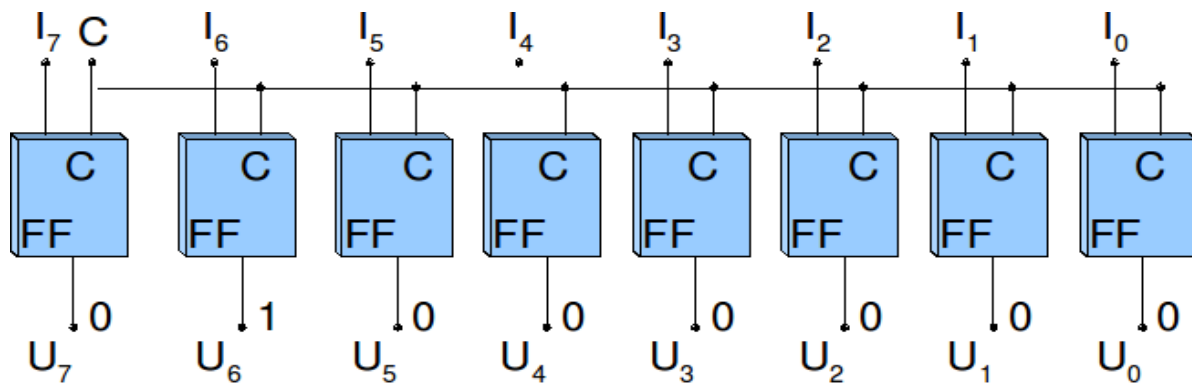 I₇ C I₆ I₅ I₄ I₃ I₂ I₁ I₀
C C C C C C C C
FF FF FF FF FF FF FF FF
0 1 0 0 0 0 0 0
U₇ U₆ U₅ U₄ U₃ U₂ U₁ U₀